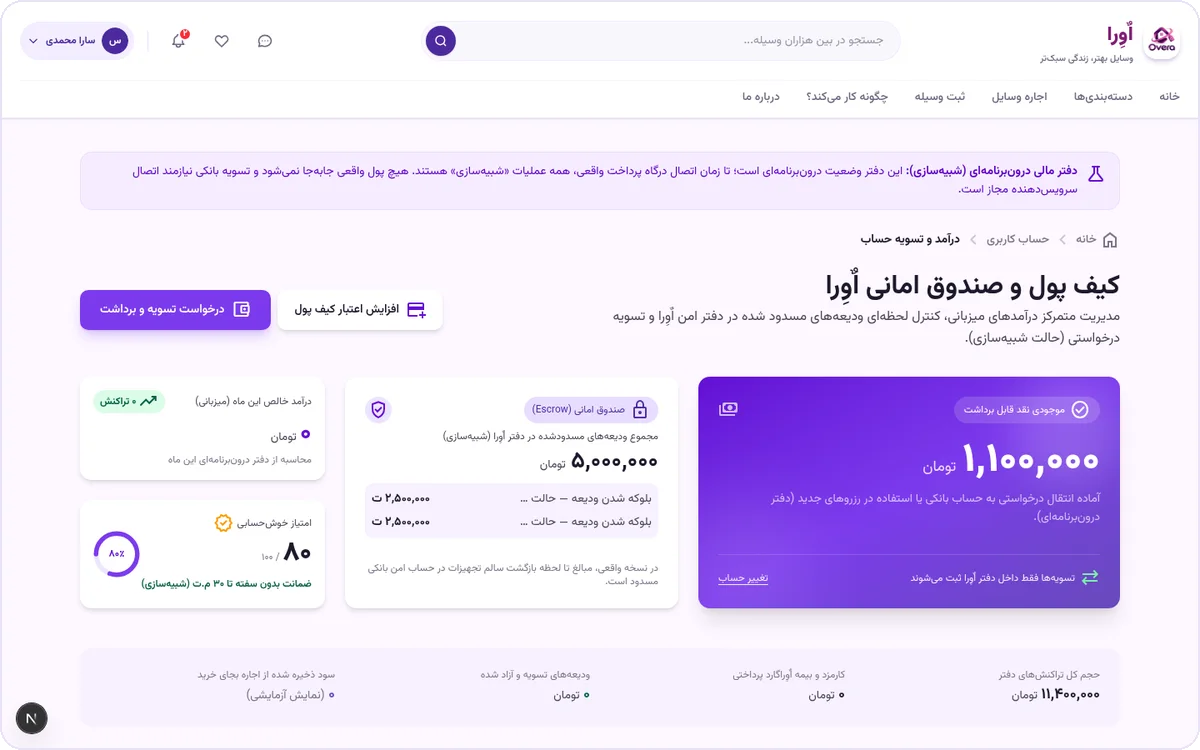 Overa
اُورا
وسایل بهتر، زندگی سبک‌تر
جستجو در بین هزاران وسیله...
۲
س
سارا محمدی
خانه
دسته‌بندی‌ها
اجاره وسایل
ثبت وسیله
چگونه کار می‌کند؟
درباره ما
دفتر مالی درون‌برنامه‌ای (شبیه‌سازی): این دفتر وضعیت درون‌برنامه‌ای است؛ تا زمان اتصال درگاه پرداخت واقعی، همه عملیات «شبیه‌سازی» هستند. هیچ پول واقعی جابه‌جا نمی‌شود و تسویه بانکی نیازمند اتصال
سرویس‌دهنده مجاز است.
خانه
حساب کاربری
درآمد و تسویه حساب
کیف پول و صندوق امانی اُورا
مدیریت متمرکز درآمدهای میزبانی، کنترل لحظه‌ای ودیعه‌های مسدود شده در دفتر امن اُورا و تسویه
درخواستی (حالت شبیه‌سازی).
افزایش اعتبار کیف پول
درخواست تسویه و برداشت
موجودی نقد قابل برداشت
۱,۱۰۰,۰۰۰ تومان
آماده انتقال درخواستی به حساب بانکی یا استفاده در رزروهای جدید (دفتر
درون‌برنامه‌ای).
تسویه‌ها فقط داخل دفتر اُورا ثبت می‌شوند
تغییر حساب
صندوق امانی (Escrow)
مجموع ودیعه‌های مسدودشده در دفتر اُورا (شبیه‌سازی)
۵,۰۰۰,۰۰۰ تومان
بلوکه شدن ودیعه — حالت ...
۲,۵۰۰,۰۰۰ ت
بلوکه شدن ودیعه — حالت ...
۲,۵۰۰,۰۰۰ ت
در نسخه واقعی، مبالغ تا لحظه بازگشت سالم تجهیزات در حساب امن بانکی
مسدود است.
درآمد خالص این ماه (میزبانی)
۰ تراکنش
۰ تومان
محاسبه از دفتر درون‌برنامه‌ای این ماه
امتیاز خوش‌حسابی
۸۰ / ۱۰۰
۸۰٪
ضمانت بدون سفته تا ۳۰ م.ت (شبیه‌سازی)
حجم کل تراکنش‌های دفتر
۱۱,۴۰۰,۰۰۰ تومان
کارمزد و بیمه اُوراگارد پرداختی
۰ تومان
ودیعه‌های تسویه و آزاد شده
۰ تومان
سود ذخیره شده از اجاره بجای خرید
۰ (نمایش آزمایشی)
N